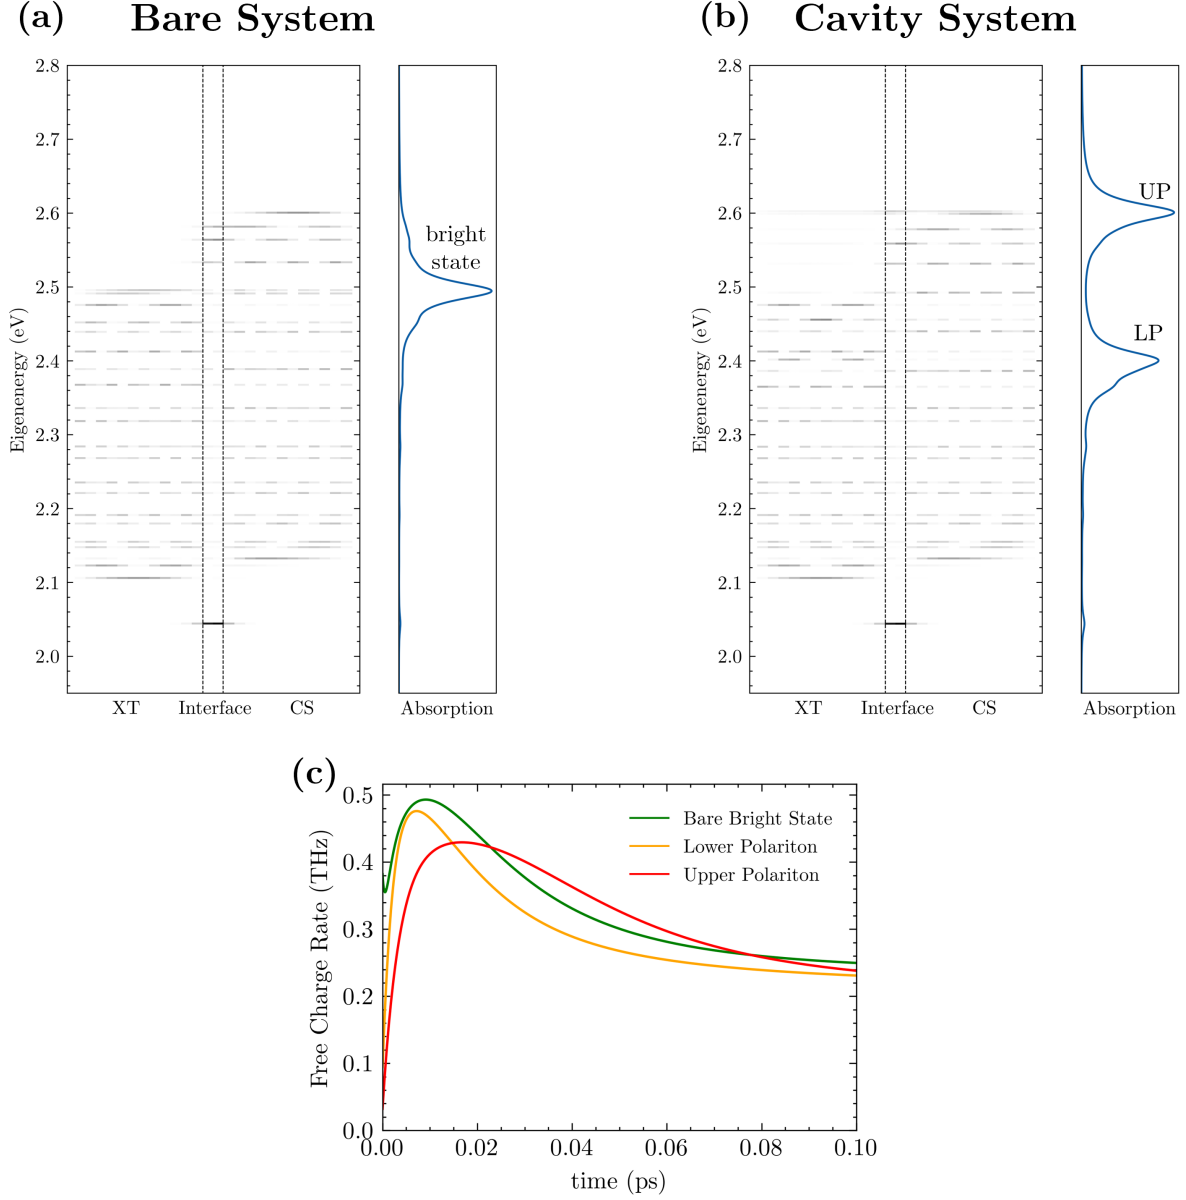 (a) Bare System
(b) Cavity System
2.8
2.7
2.6
2.5
2.4
2.3
2.2
2.1
2.0
Eigenenergy (eV)
XT Interface CS
bright
state
Absorption
2.8
2.7
2.6
2.5
2.4
2.3
2.2
2.1
2.0
Eigenenergy (eV)
XT Interface CS
UP
LP
Absorption
(c)
0.5
0.4
0.3
0.2
0.1
0.0
Free Charge Rate (THz)
Bare Bright State
Lower Polariton
Upper Polariton
0.00 0.02 0.04 0.06 0.08 0.10
time (ps)